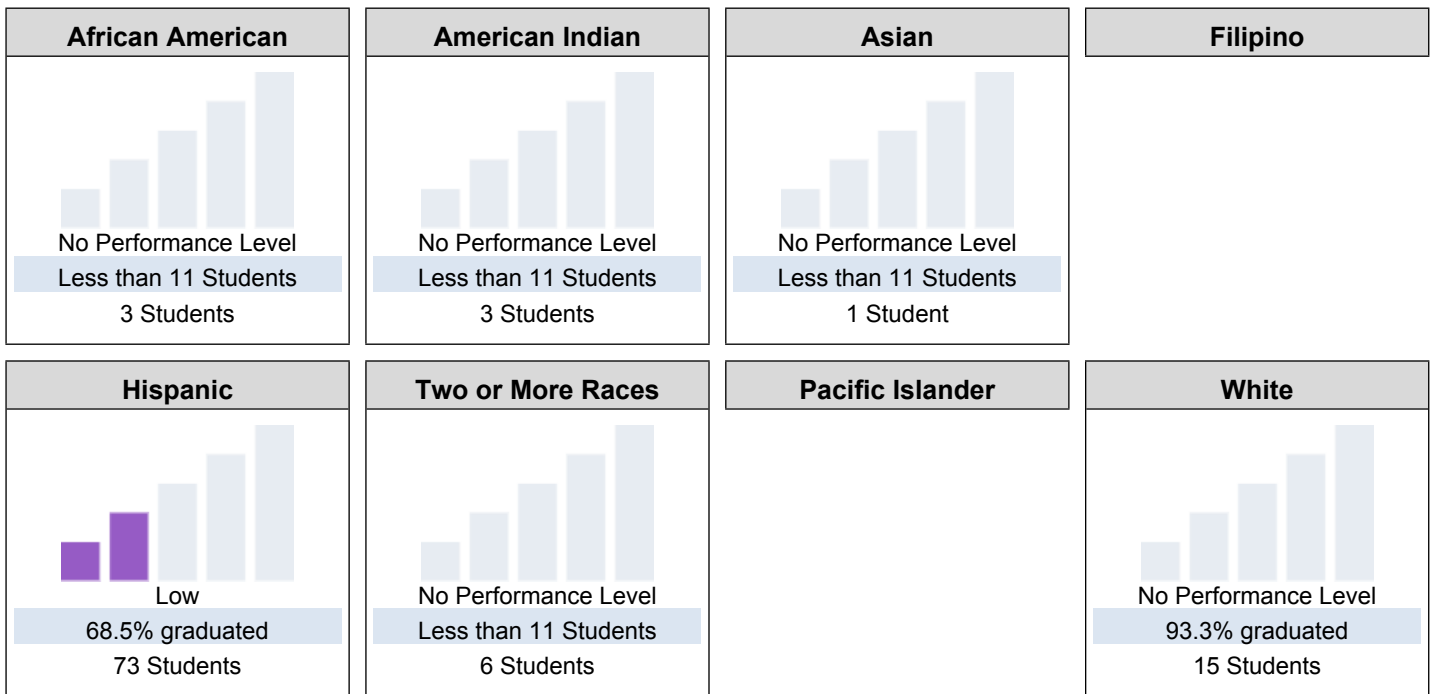 African American
No Performance Level
Less than 11 Students
3 Students
American Indian
No Performance Level
Less than 11 Students
3 Students
Asian
No Performance Level
Less than 11 Students
1 Student
Filipino
Hispanic
Low
68.5% graduated
73 Students
Two or More Races
No Performance Level
Less than 11 Students
6 Students
Pacific Islander
White
No Performance Level
93.3% graduated
15 Students